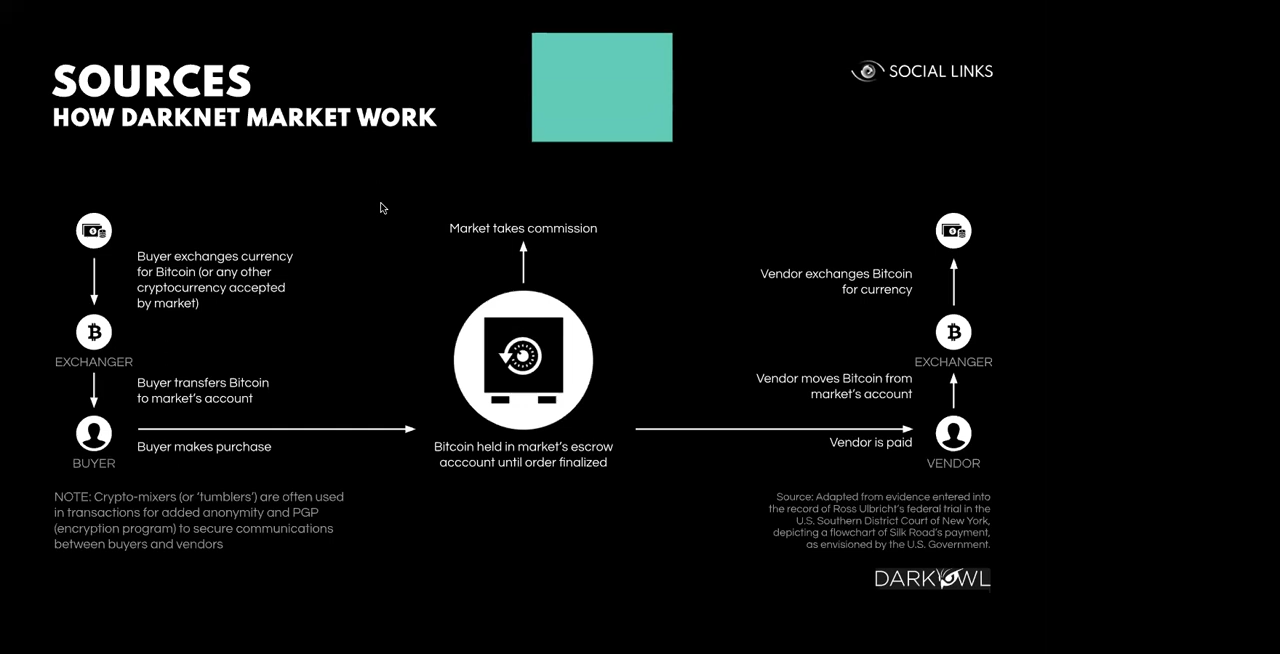 SOURCES
HOW DARKNET MARKET WORK
SOCIAL LINKS
Buyer exchanges currency
for Bitcoin (or any other
cryptocurrency accepted
by market)
EXCHANGER
Buyer transfers Bitcoin
to market's account
Buyer makes purchase
BUYER
Market takes commission
Bitcoin held in market's escrow
acccount until order finalized
Vendor exchanges Bitcoin
for currency
EXCHANGER
Vendor moves Bitcoin from
market's account
Vendor is paid
VENDOR
NOTE: Crypto-mixers (or 'tumblers') are often used
in transactions for added anonymity and PGP
(encryption program) to secure communications
between buyers and vendors
Source: Adapted from evidence entered into
the record of Ross Ulbricht's federal trial in the
U.S. Southern District Court of New York,
depicting a flowchart of Silk Road's payment,
as envisioned by the U.S. Government.
DARKOWL